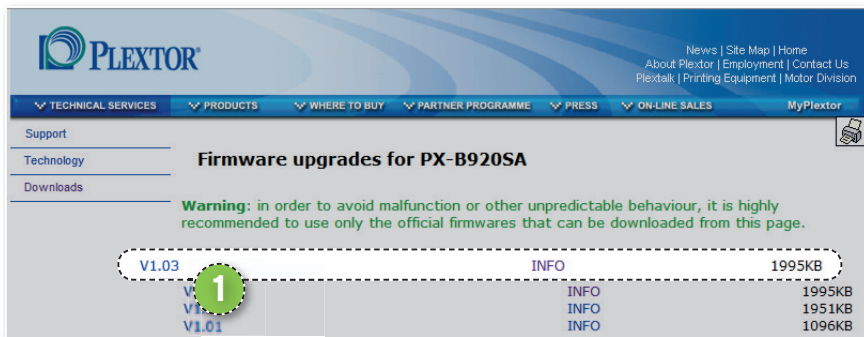 PLEXTOR®
News | Site Map | Home
About Plextor | Employment | Contact Us
Plextalk | Printing Equipment | Motor Division
TECHNICAL SERVICES PRODUCTS WHERE TO BUY PARTNER PROGRAMME PRESS ON-LINE SALES MyPlextor
Support
Technology
Downloads
Firmware upgrades for PX-B920SA
Warning: in order to avoid malfunction or other unpredictable behaviour, it is highly
recommended to use only the official firmwares that can be downloaded from this page.
V1.03 INFO 1995KB
1
INFO 1995KB
INFO 1951KB
V1.01 INFO 1096KB